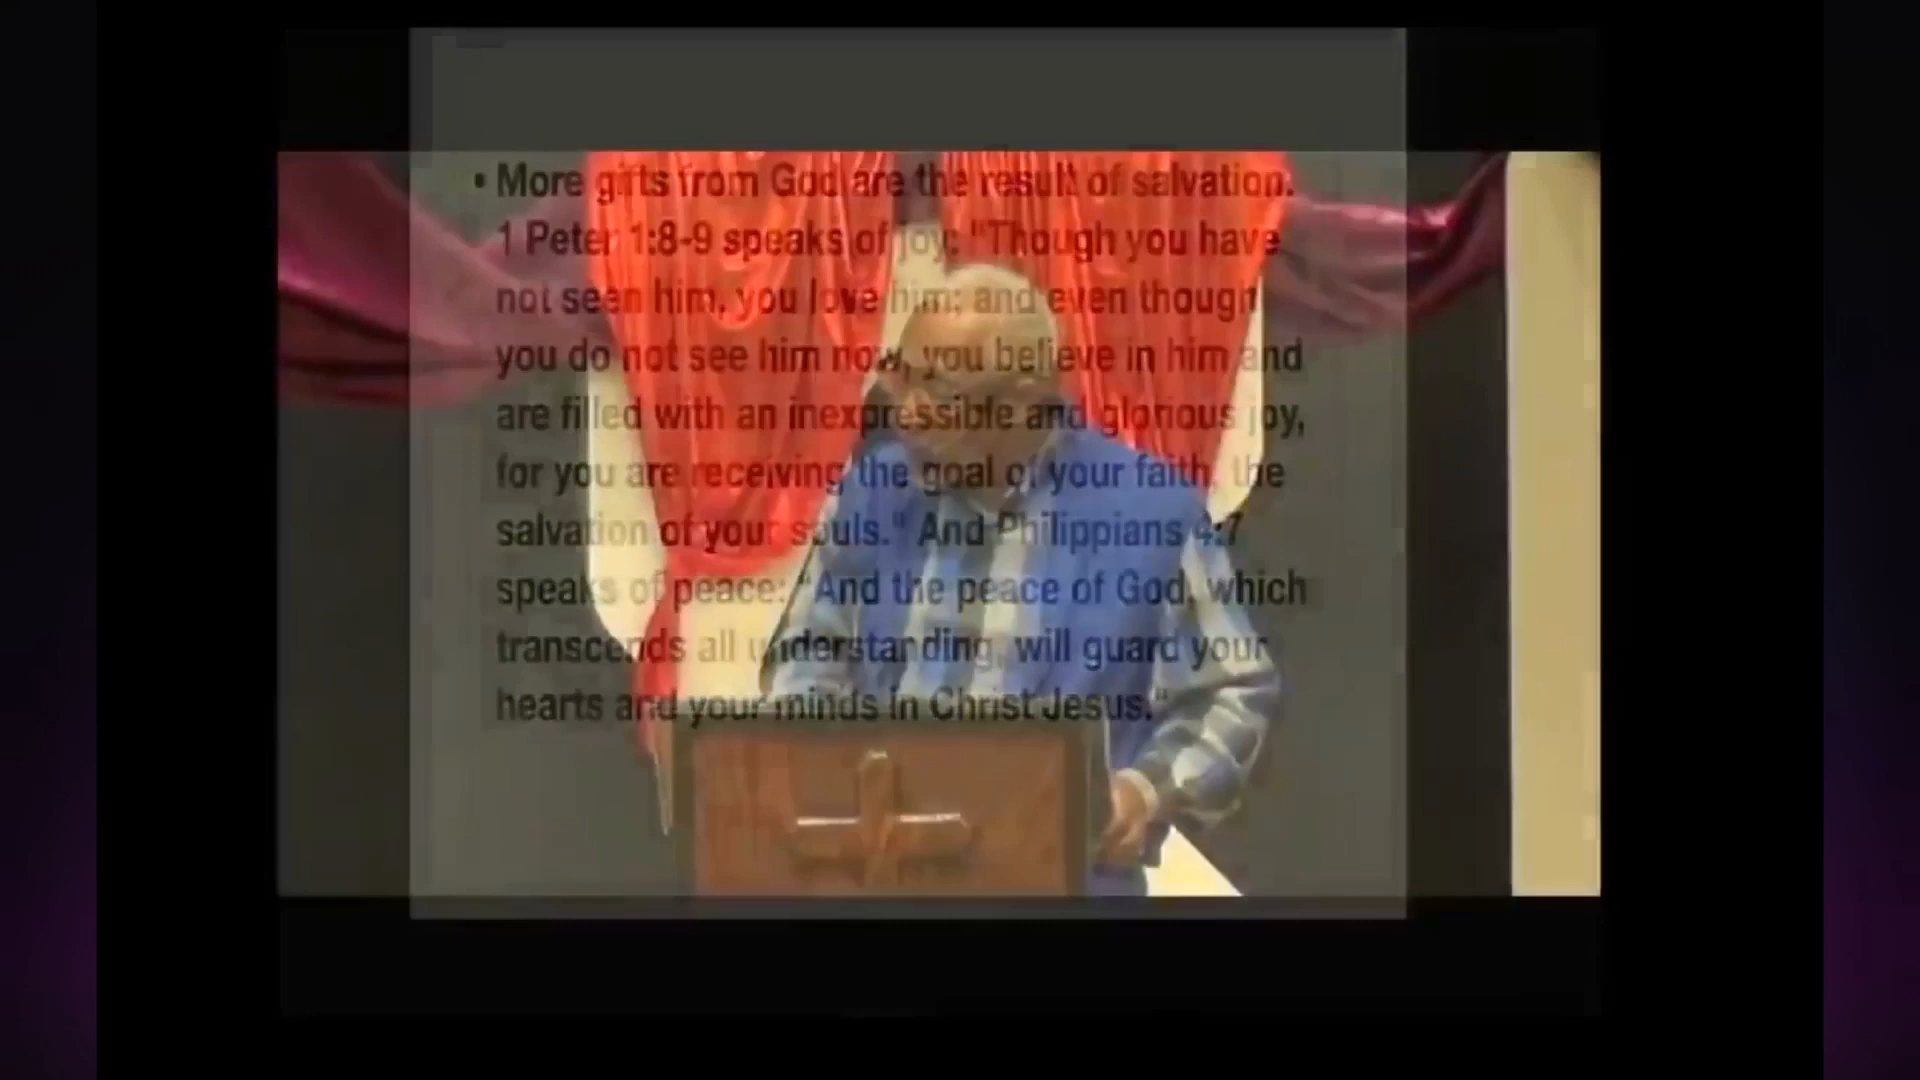 • More gifts from God are the result of salvation.
1 Peter 1:8-9 speaks of joy: "Though you have
not seen him, you love him; and even though
you do not see him now, you believe in him and
are filled with an inexpressible and glorious joy,
for you are receiving the goal of your faith, the
salvation of your souls." And Philippians 4:7
speaks of peace: "And the peace of God, which
transcends all understanding, will guard your
hearts and your minds in Christ Jesus."